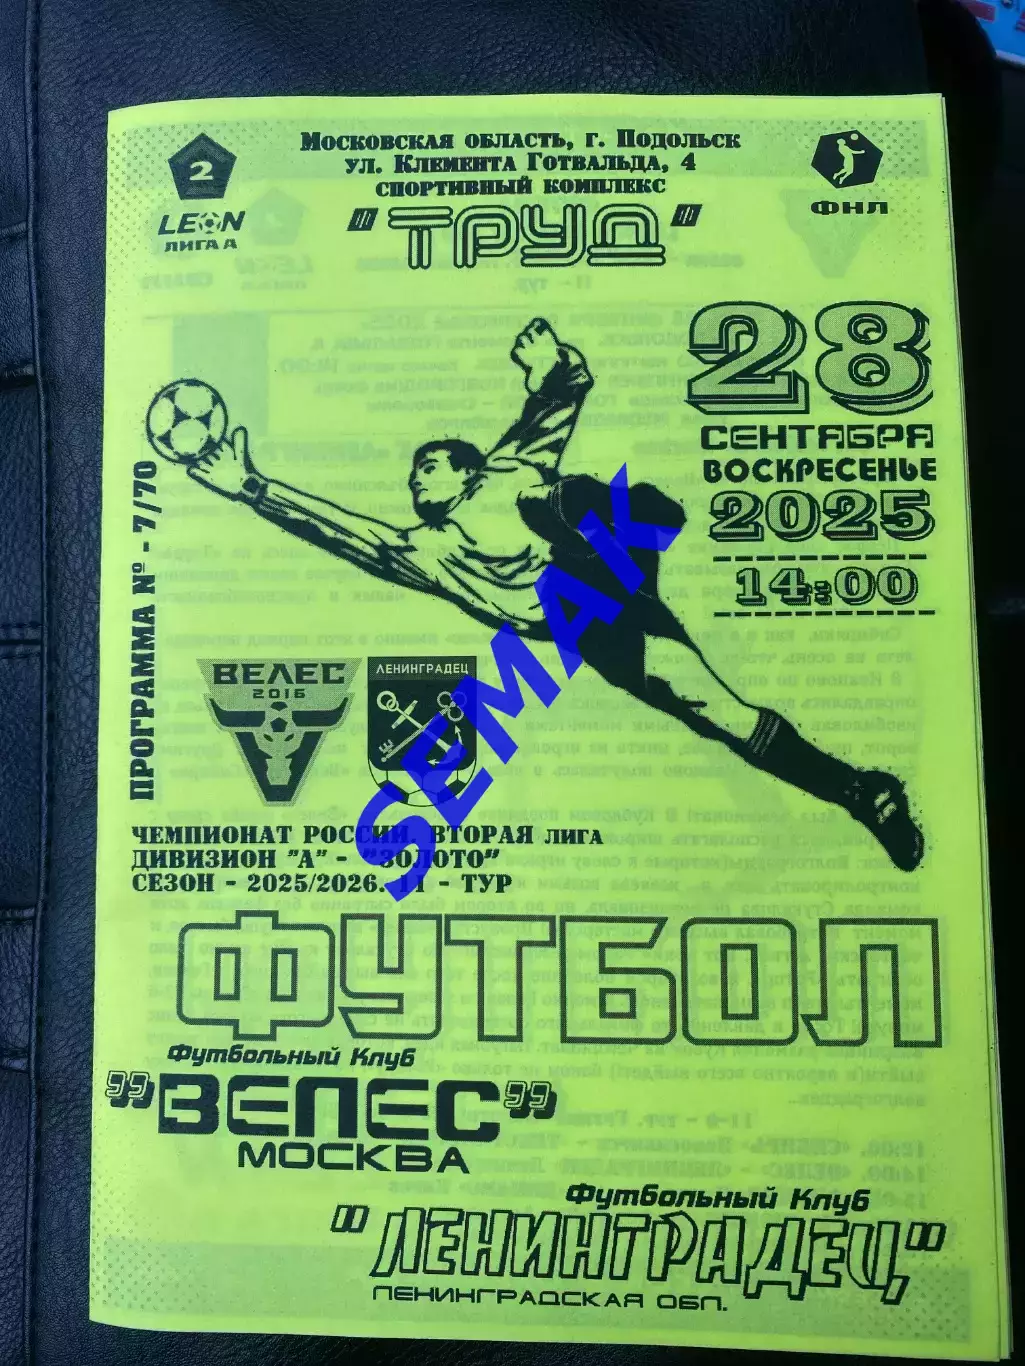 Московская область, г. Подольск
ул. Клемента Готвальда, 4
спортивный комплекс
"ТРУД"
2
LEON
ЛИГА А
ФНЛ
28
СЕНТЯБРЯ
ВОСКРЕСЕНЬЕ
2025
14:00
ПРОГРАММА № - 7/70
ВЕЛЕС
2016
ЛЕНИНГРАДЕЦ
SEMAK
ЧЕМПИОНАТ РОССИИ. ВТОРАЯ ЛИГА
ДИВИЗИОН "А" - "ЗОЛОТО"
СЕЗОН - 2025/2026. 11 - ТУР
ФУТБОЛ
Футбольный Клуб
"ВЕЛЕС"
МОСКВА
Футбольный Клуб
"ЛЕНИНГРАДЕЦ"
ЛЕНИНГРАДСКАЯ ОБЛ.